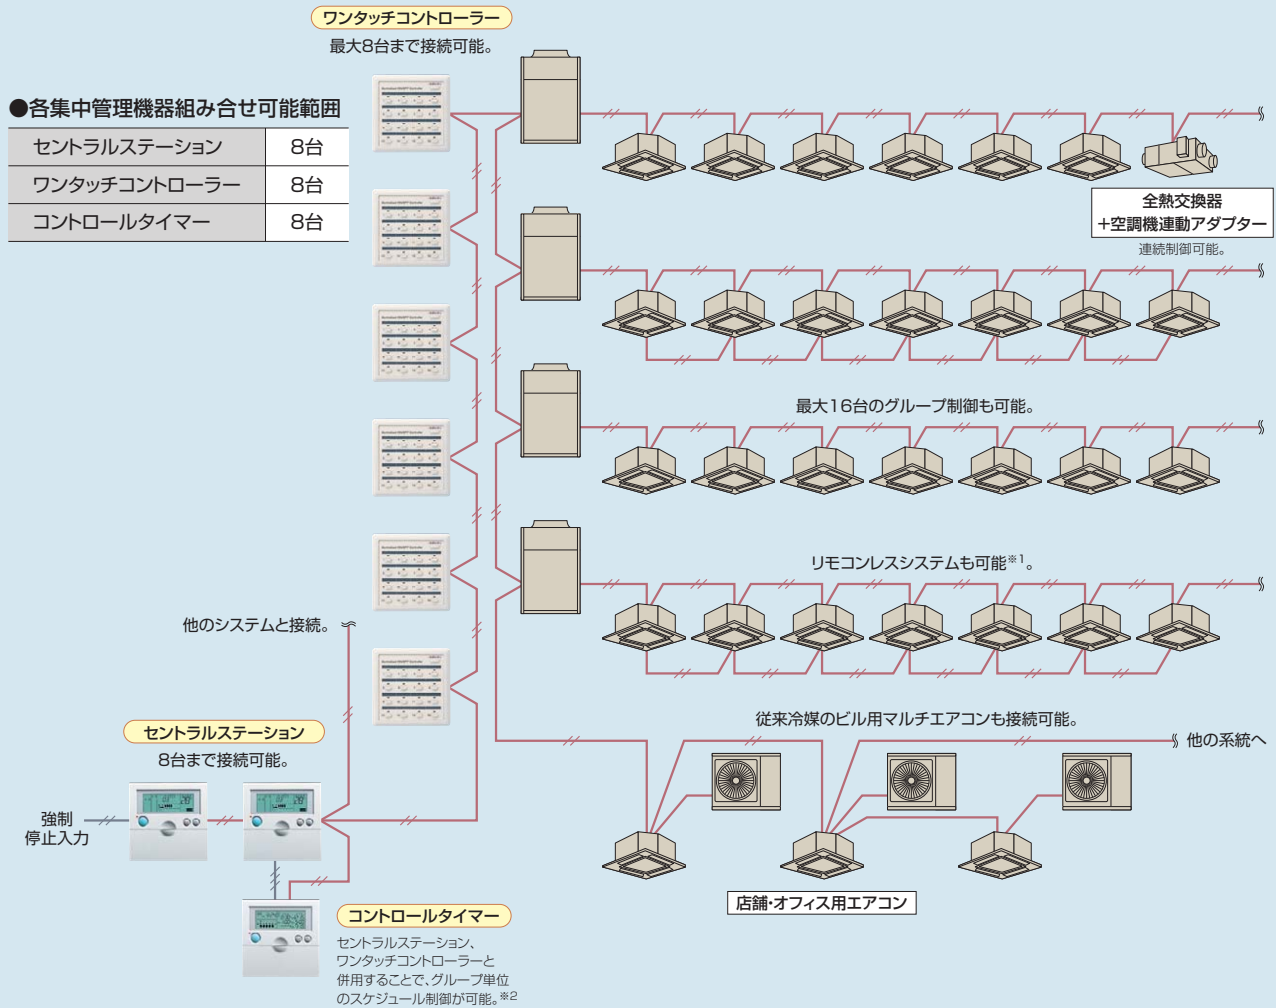 ワンタッチコントローラー
最大8台まで接続可能。
●各集中管理機器組み合せ可能範囲
セントラルステーション 8台
ワンタッチコントローラー 8台
コントロールタイマー 8台
全熱交換器
+空調機連動アダプター
連続制御可能。
最大16台のグループ制御も可能。
リモコンレスシステムも可能※1。
他のシステムと接続。
従来冷媒のビル用マルチエアコンも接続可能。
他の系統へ
セントラルステーション
8台まで接続可能。
強制
停止入力
店舗・オフィス用エアコン
コントロールタイマー
セントラルステーション、
ワンタッチコントローラーと
併用することで、グループ単位
のスケジュール制御が可能。※2